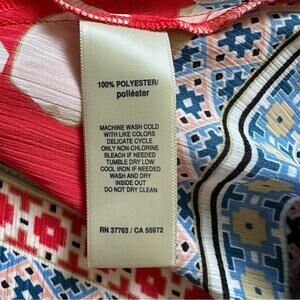 100% POLYESTER/
poliéster
MACHINE WASH COLD
WITH LIKE COLORS
DELICATE CYCLE
ONLY NON-CHLORINE
BLEACH IF NEEDED
TUMBLE DRY LOW
COOL IRON IF NEEDED
WASH AND DRY
INSIDE OUT
DO NOT DRY CLEAN
RN 37763 / CA 55972